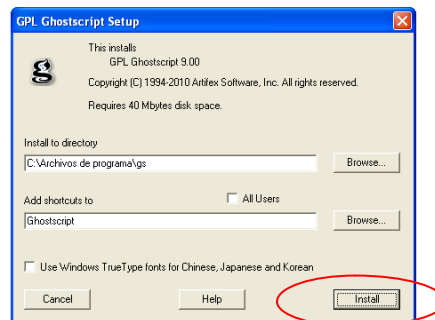 GPL Ghostscript Setup
This installs
GPL Ghostscript 9.00
Copyright (C) 1994-2010 Artifex Software, Inc. All rights reserved.
Requires 40 Mbytes disk space.
Install to directory
C:\Archivos de programa\gs
Browse...
Add shortcuts to
All Users
Ghostscript
Browse...
Use Windows TrueType fonts for Chinese, Japanese and Korean
Cancel
Help
Install